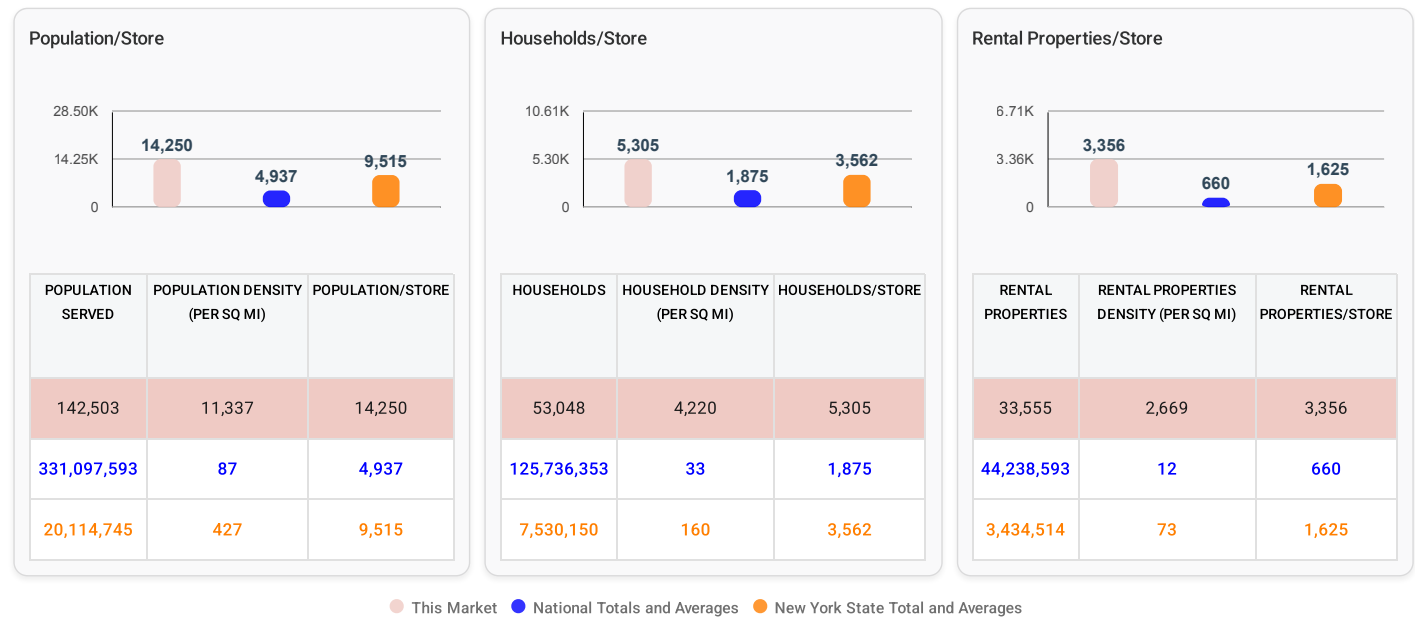 Population/Store
28.50K
14.25K
0
14,250
4,937
9,515
POPULATION SERVED POPULATION DENSITY (PER SQ MI) POPULATION/STORE
142,503 11,337 14,250
331,097,593 87 4,937
20,114,745 427 9,515
Households/Store
10.61K
5.30K
0
5,305
1,875
3,562
HOUSEHOLDS HOUSEHOLD DENSITY (PER SQ MI) HOUSEHOLDS/STORE
53,048 4,220 5,305
125,736,353 33 1,875
7,530,150 160 3,562
Rental Properties/Store
6.71K
3.36K
0
3,356
660
1,625
RENTAL PROPERTIES RENTAL PROPERTIES DENSITY (PER SQ MI) RENTAL PROPERTIES/STORE
33,555 2,669 3,356
44,238,593 12 660
3,434,514 73 1,625
This Market National Totals and Averages New York State Total and Averages